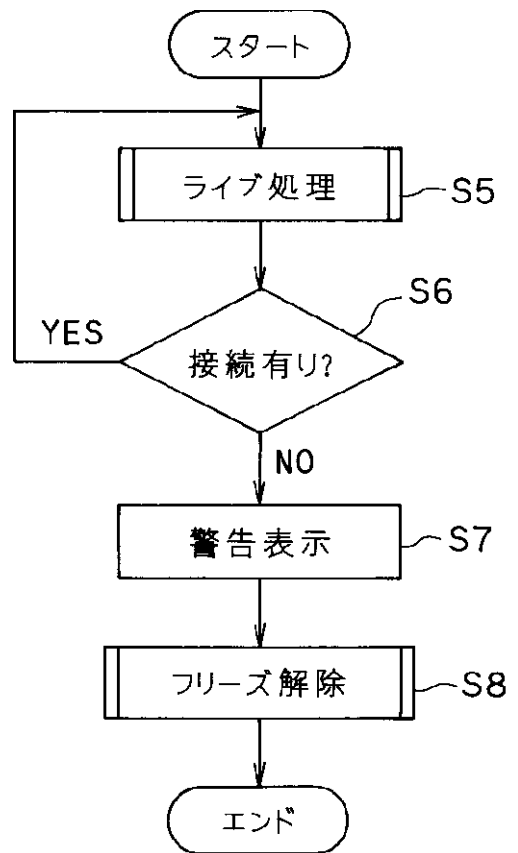 スタート
ライブ処理
S5
S6
YES
接続有り?
NO
警告表示
S7
フリーズ解除
S8
エンド